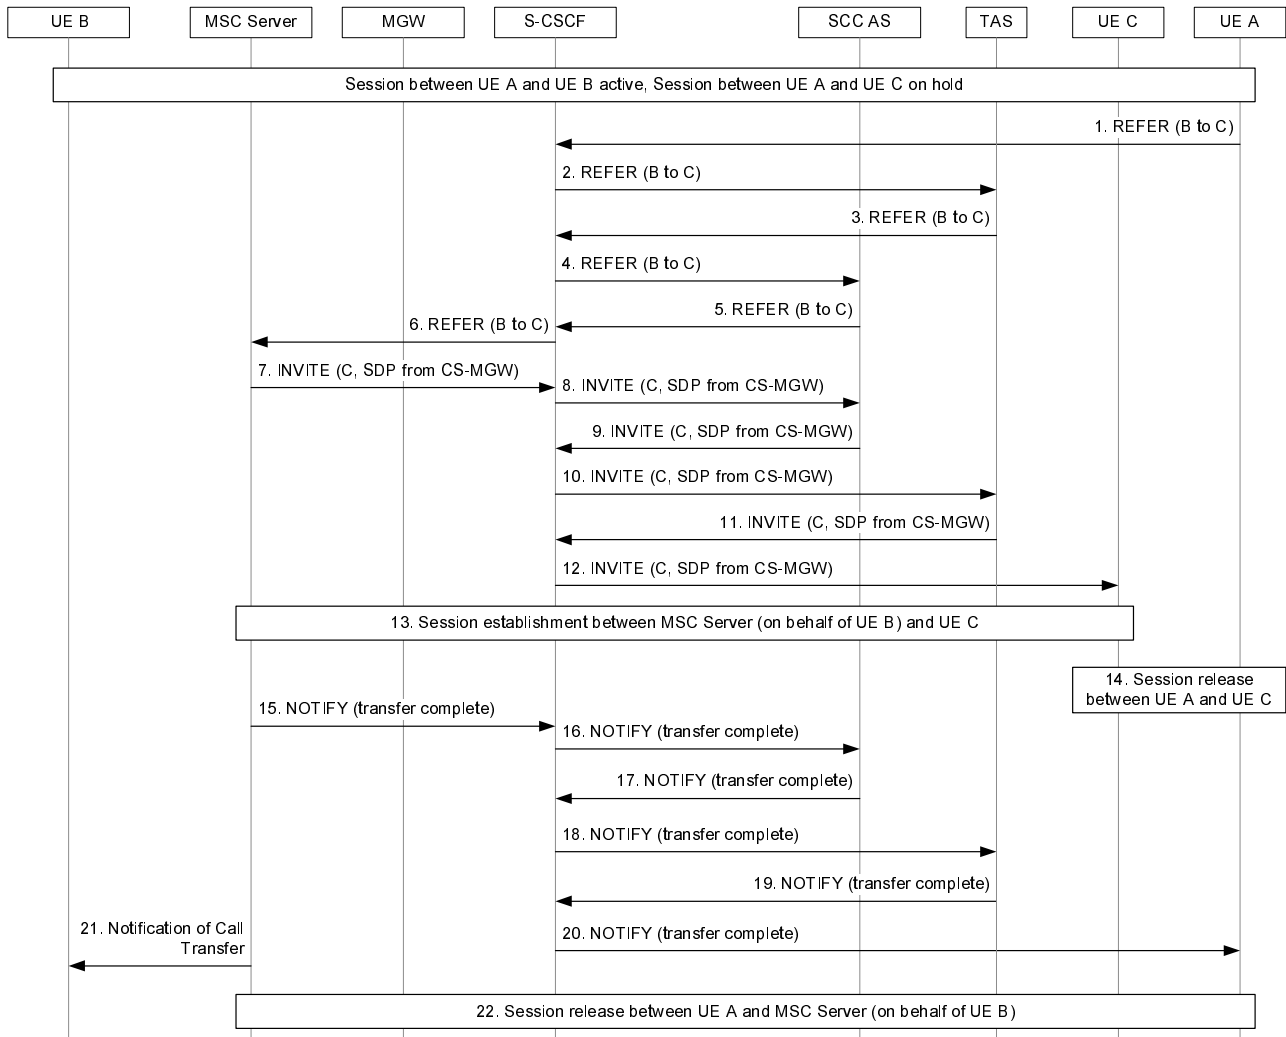 UE B
MSC Server
MGW
S-CSCF
SCC AS
TAS
UE C
UE A
Session between UE A and UE B active, Session between UE A and UE C on hold
1. REFER (B to C)
2. REFER (B to C)
3. REFER (B to C)
4. REFER (B to C)
5. REFER (B to C)
6. REFER (B to C)
7. INVITE (C, SDP from CS-MGW)
8. INVITE (C, SDP from CS-MGW)
9. INVITE (C, SDP from CS-MGW)
10. INVITE (C, SDP from CS-MGW)
11. INVITE (C, SDP from CS-MGW)
12. INVITE (C, SDP from CS-MGW)
13. Session establishment between MSC Server (on behalf of UE B) and UE C
14. Session release
between UE A and UE C
15. NOTIFY (transfer complete)
16. NOTIFY (transfer complete)
17. NOTIFY (transfer complete)
18. NOTIFY (transfer complete)
19. NOTIFY (transfer complete)
20. NOTIFY (transfer complete)
21. Notification of Call
Transfer
22. Session release between UE A and MSC Server (on behalf of UE B)